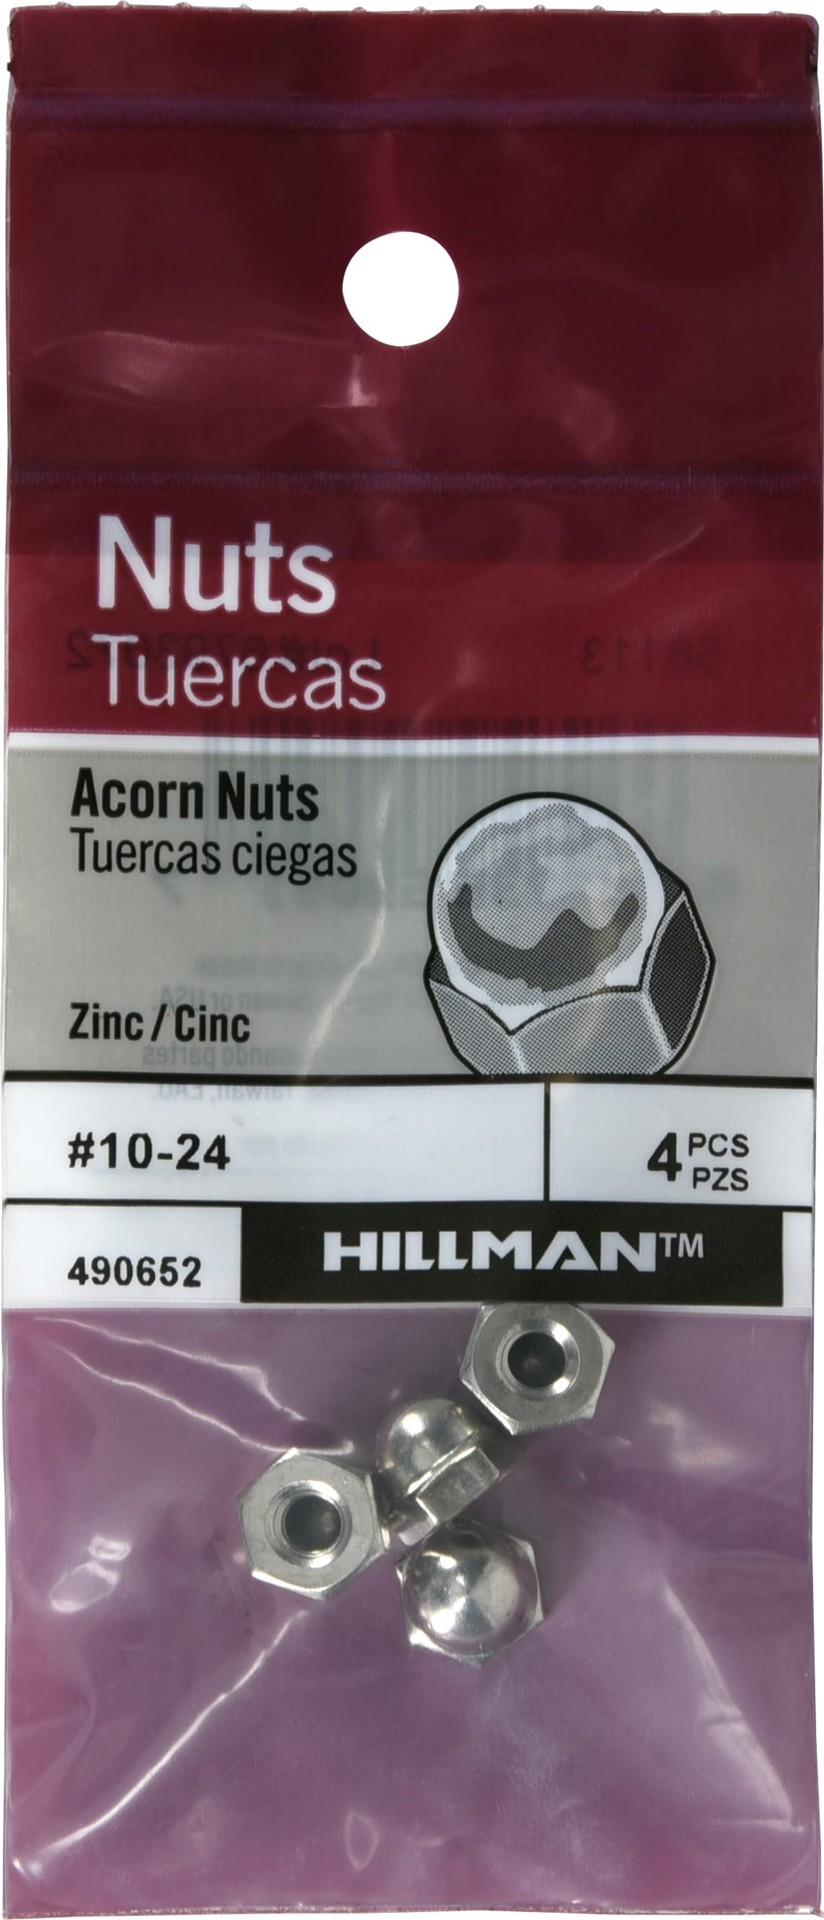 Nuts
Tuercas
Acorn Nuts
Tuercas ciegas
Zinc / Cinc
#10-24
4 PCS
PZS
490652
HILLMAN™